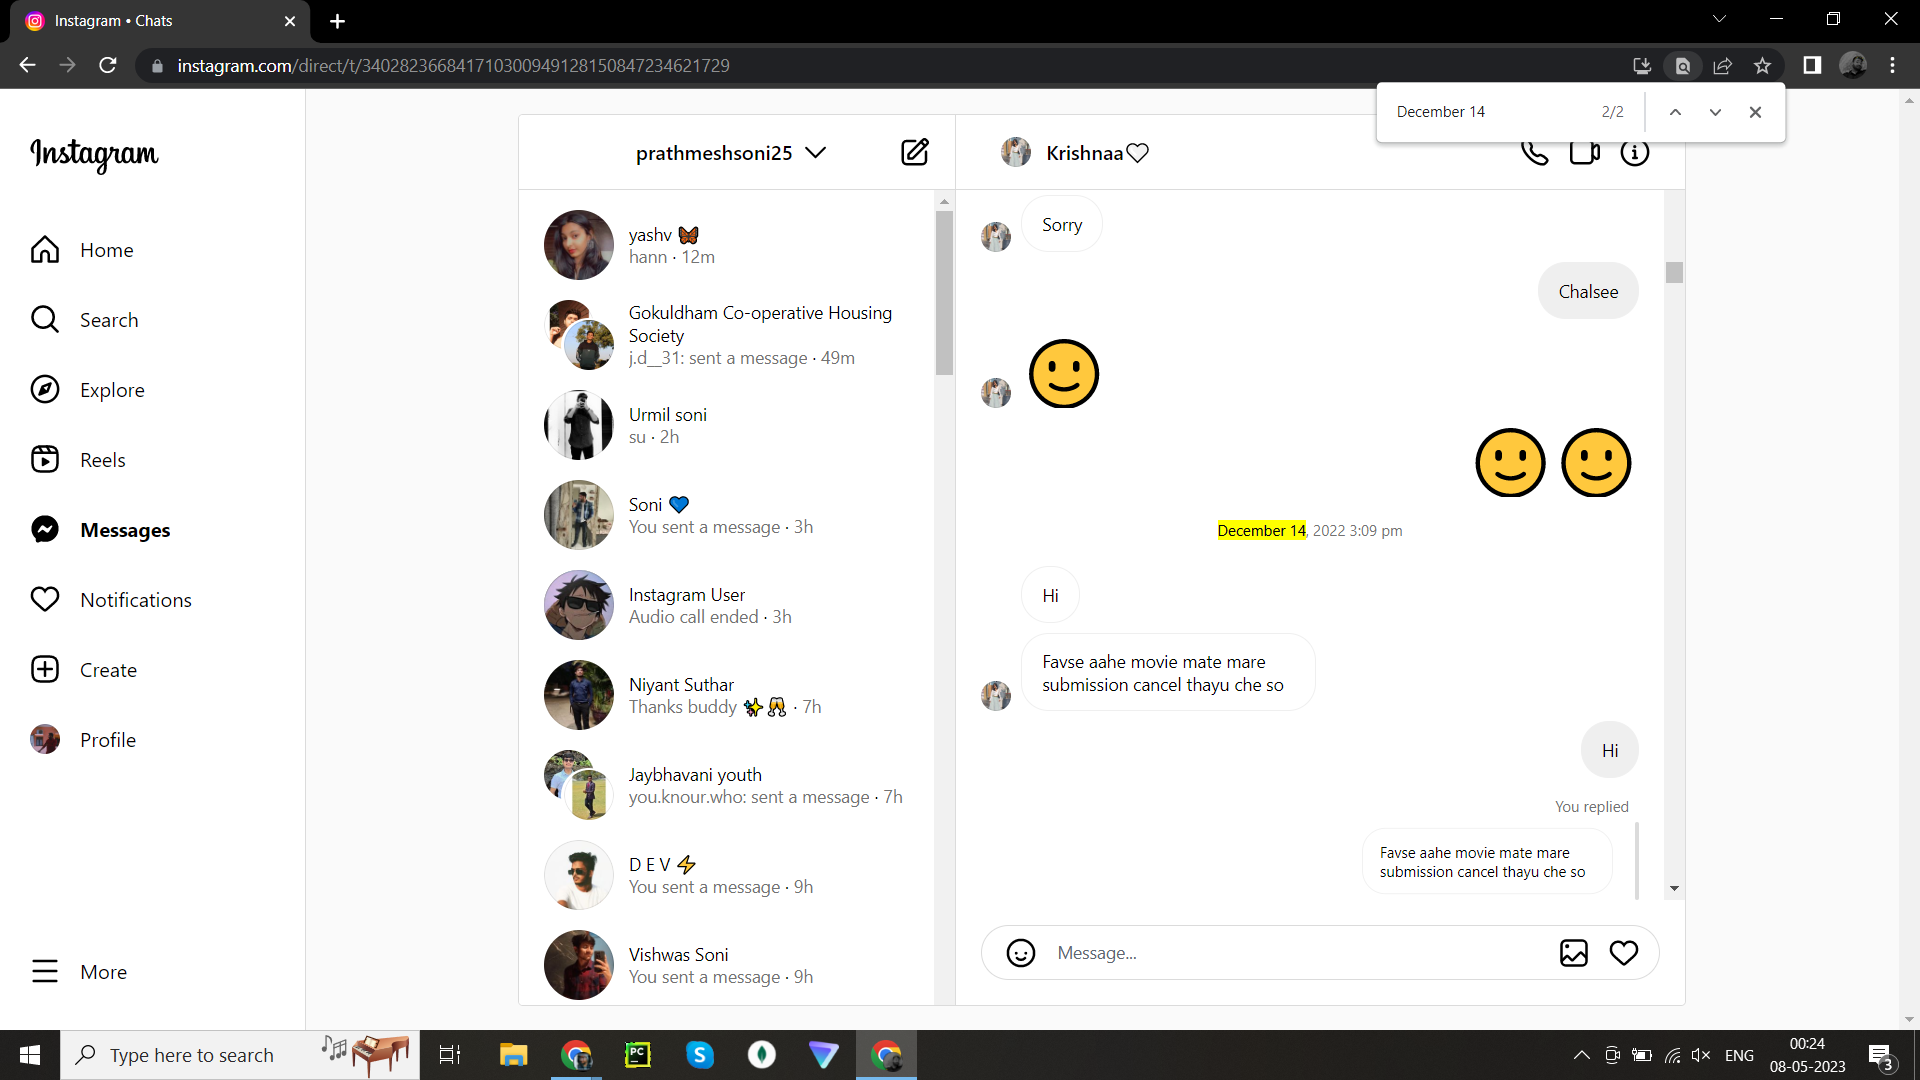 Instagram • Chats
instagram.com/direct/t/340282366841710300949128150847234621729
December 14
2/2
Instagram
Home
Search
Explore
Reels
Messages
Notifications
Create
Profile
More
prathmeshsoni25
yashv 🦋
hann · 12m
Gokuldham Co-operative Housing
Society
j.d__31: sent a message · 49m
Urmil soni
su · 2h
Soni 💙
You sent a message · 3h
Instagram User
Audio call ended · 3h
Niyant Suthar
Thanks buddy ✨🥂 · 7h
Jaybhavani youth
you.knour.who: sent a message · 7h
D E V ⚡
You sent a message · 9h
Vishwas Soni
You sent a message · 9h
Krishnaa♡
Sorry
Chalsee
🙂
🙂🙂
December 14, 2022 3:09 pm
Hi
Favse aahe movie mate mare
submission cancel thayu che so
Hi
You replied
Favse aahe movie mate mare
submission cancel thayu che so
Message...
Type here to search
PC
S
ENG
00:24
08-05-2023
3